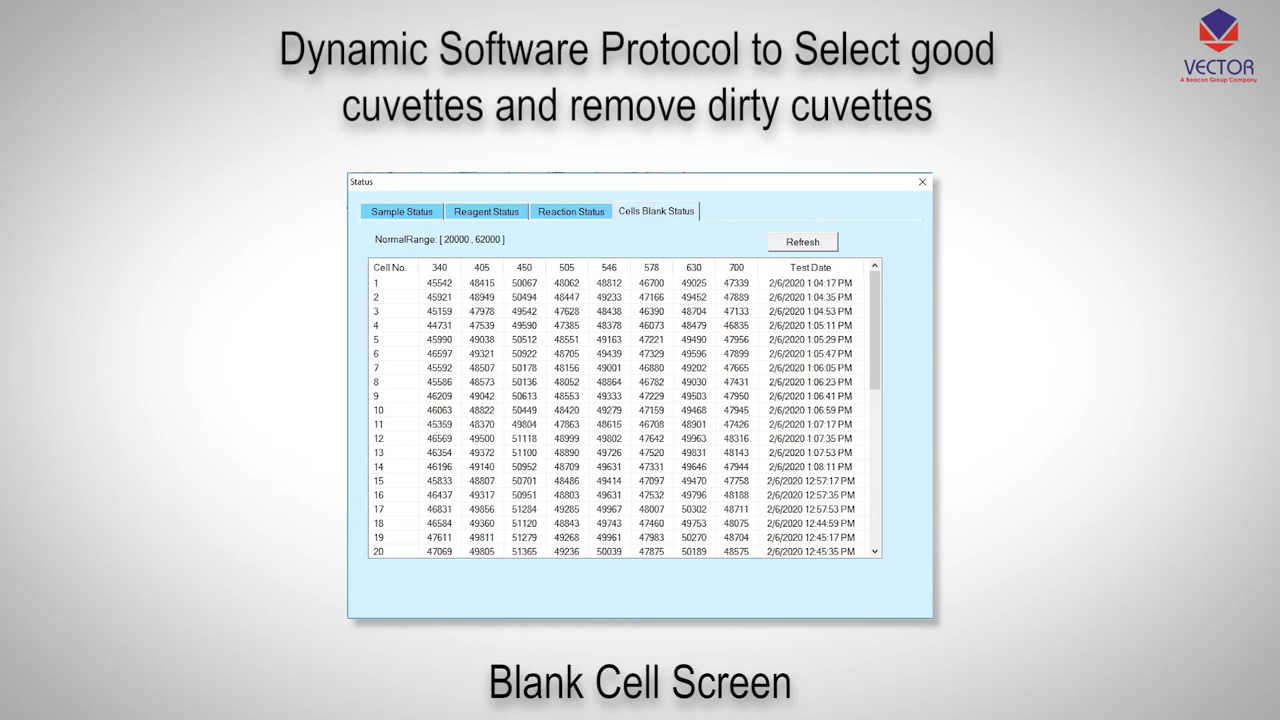 Dynamic Software Protocol to Select good
cuvettes and remove dirty cuvettes
VECTOR
A Beacon Group Company
Status
Sample Status Reagent Status Reaction Status Cells Blank Status
NormalRange: [ 20000 , 62000 ] Refresh
Cell No. 340 405 450 505 546 578 630 700 Test Date
1 45542 48415 50067 48062 48812 46700 49025 47339 2/6/2020 1:04:17 PM
2 45921 48949 50494 48447 49233 47166 49452 47889 2/6/2020 1:04:35 PM
3 45159 47978 49542 47628 48438 46390 48704 47133 2/6/2020 1:04:53 PM
4 44731 47539 49590 47385 48378 46073 48479 46835 2/6/2020 1:05:11 PM
5 45990 49038 50512 48551 49163 47221 49490 47956 2/6/2020 1:05:29 PM
6 46597 49321 50922 48705 49439 47329 49596 47899 2/6/2020 1:05:47 PM
7 45592 48507 50178 48156 49001 46880 49202 47665 2/6/2020 1:06:05 PM
8 45586 48573 50136 48052 48864 46782 49030 47431 2/6/2020 1:06:23 PM
9 46209 49042 50613 48553 49333 47229 49503 47950 2/6/2020 1:06:41 PM
10 46063 48822 50449 48420 49279 47159 49468 47945 2/6/2020 1:06:59 PM
11 45359 48370 49804 47863 48615 46708 48901 47426 2/6/2020 1:07:17 PM
12 46569 49500 51118 48999 49802 47642 49963 48316 2/6/2020 1:07:35 PM
13 46354 49372 51100 48890 49726 47520 49831 48143 2/6/2020 1:07:53 PM
14 46196 49140 50952 48709 49631 47331 49646 47944 2/6/2020 1:08:11 PM
15 45833 48807 50701 48486 49414 47097 49470 47758 2/6/2020 12:57:17 PM
16 46437 49317 50951 48803 49631 47532 49796 48188 2/6/2020 12:57:35 PM
17 46831 49856 51284 49285 49967 48007 50302 48711 2/6/2020 12:57:53 PM
18 46584 49360 51120 48843 49743 47460 49753 48075 2/6/2020 12:44:59 PM
19 47611 49811 51279 49268 49961 47983 50270 48704 2/6/2020 12:45:17 PM
20 47069 49805 51365 49236 50039 47875 50189 48575 2/6/2020 12:45:35 PM
Blank Cell Screen